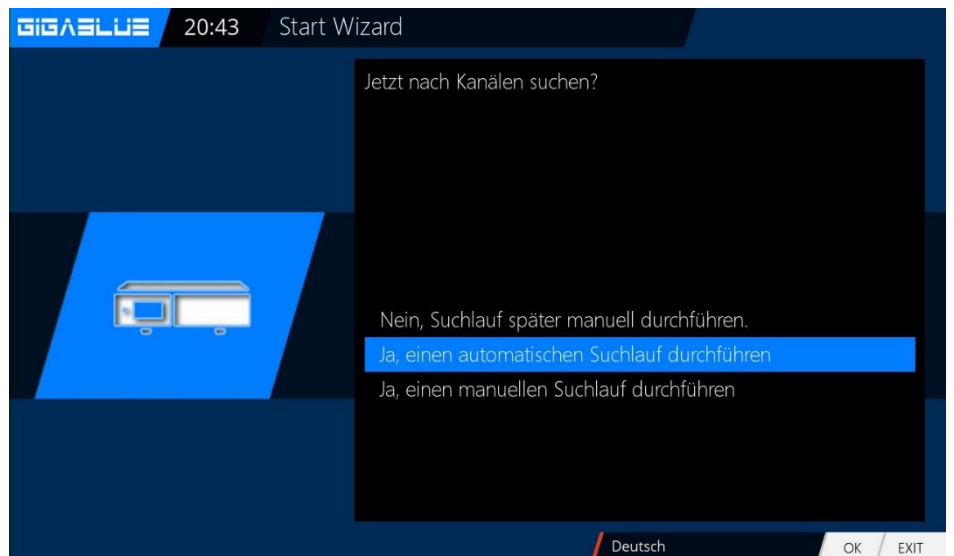 GIGABLUE 20:43 Start Wizard
Jetzt nach Kanälen suchen?
Nein, Suchlauf später manuell durchführen.
Ja, einen automatischen Suchlauf durchführen
Ja, einen manuellen Suchlauf durchführen
Deutsch OK EXIT